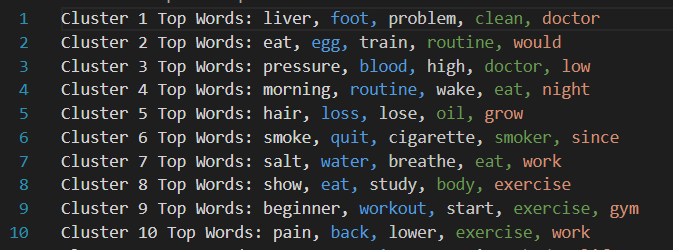 1 Cluster 1 Top Words: liver, foot, problem, clean, doctor
2 Cluster 2 Top Words: eat, egg, train, routine, would
3 Cluster 3 Top Words: pressure, blood, high, doctor, low
4 Cluster 4 Top Words: morning, routine, wake, eat, night
5 Cluster 5 Top Words: hair, loss, lose, oil, grow
6 Cluster 6 Top Words: smoke, quit, cigarette, smoker, since
7 Cluster 7 Top Words: salt, water, breathe, eat, work
8 Cluster 8 Top Words: show, eat, study, body, exercise
9 Cluster 9 Top Words: beginner, workout, start, exercise, gym
10 Cluster 10 Top Words: pain, back, lower, exercise, work